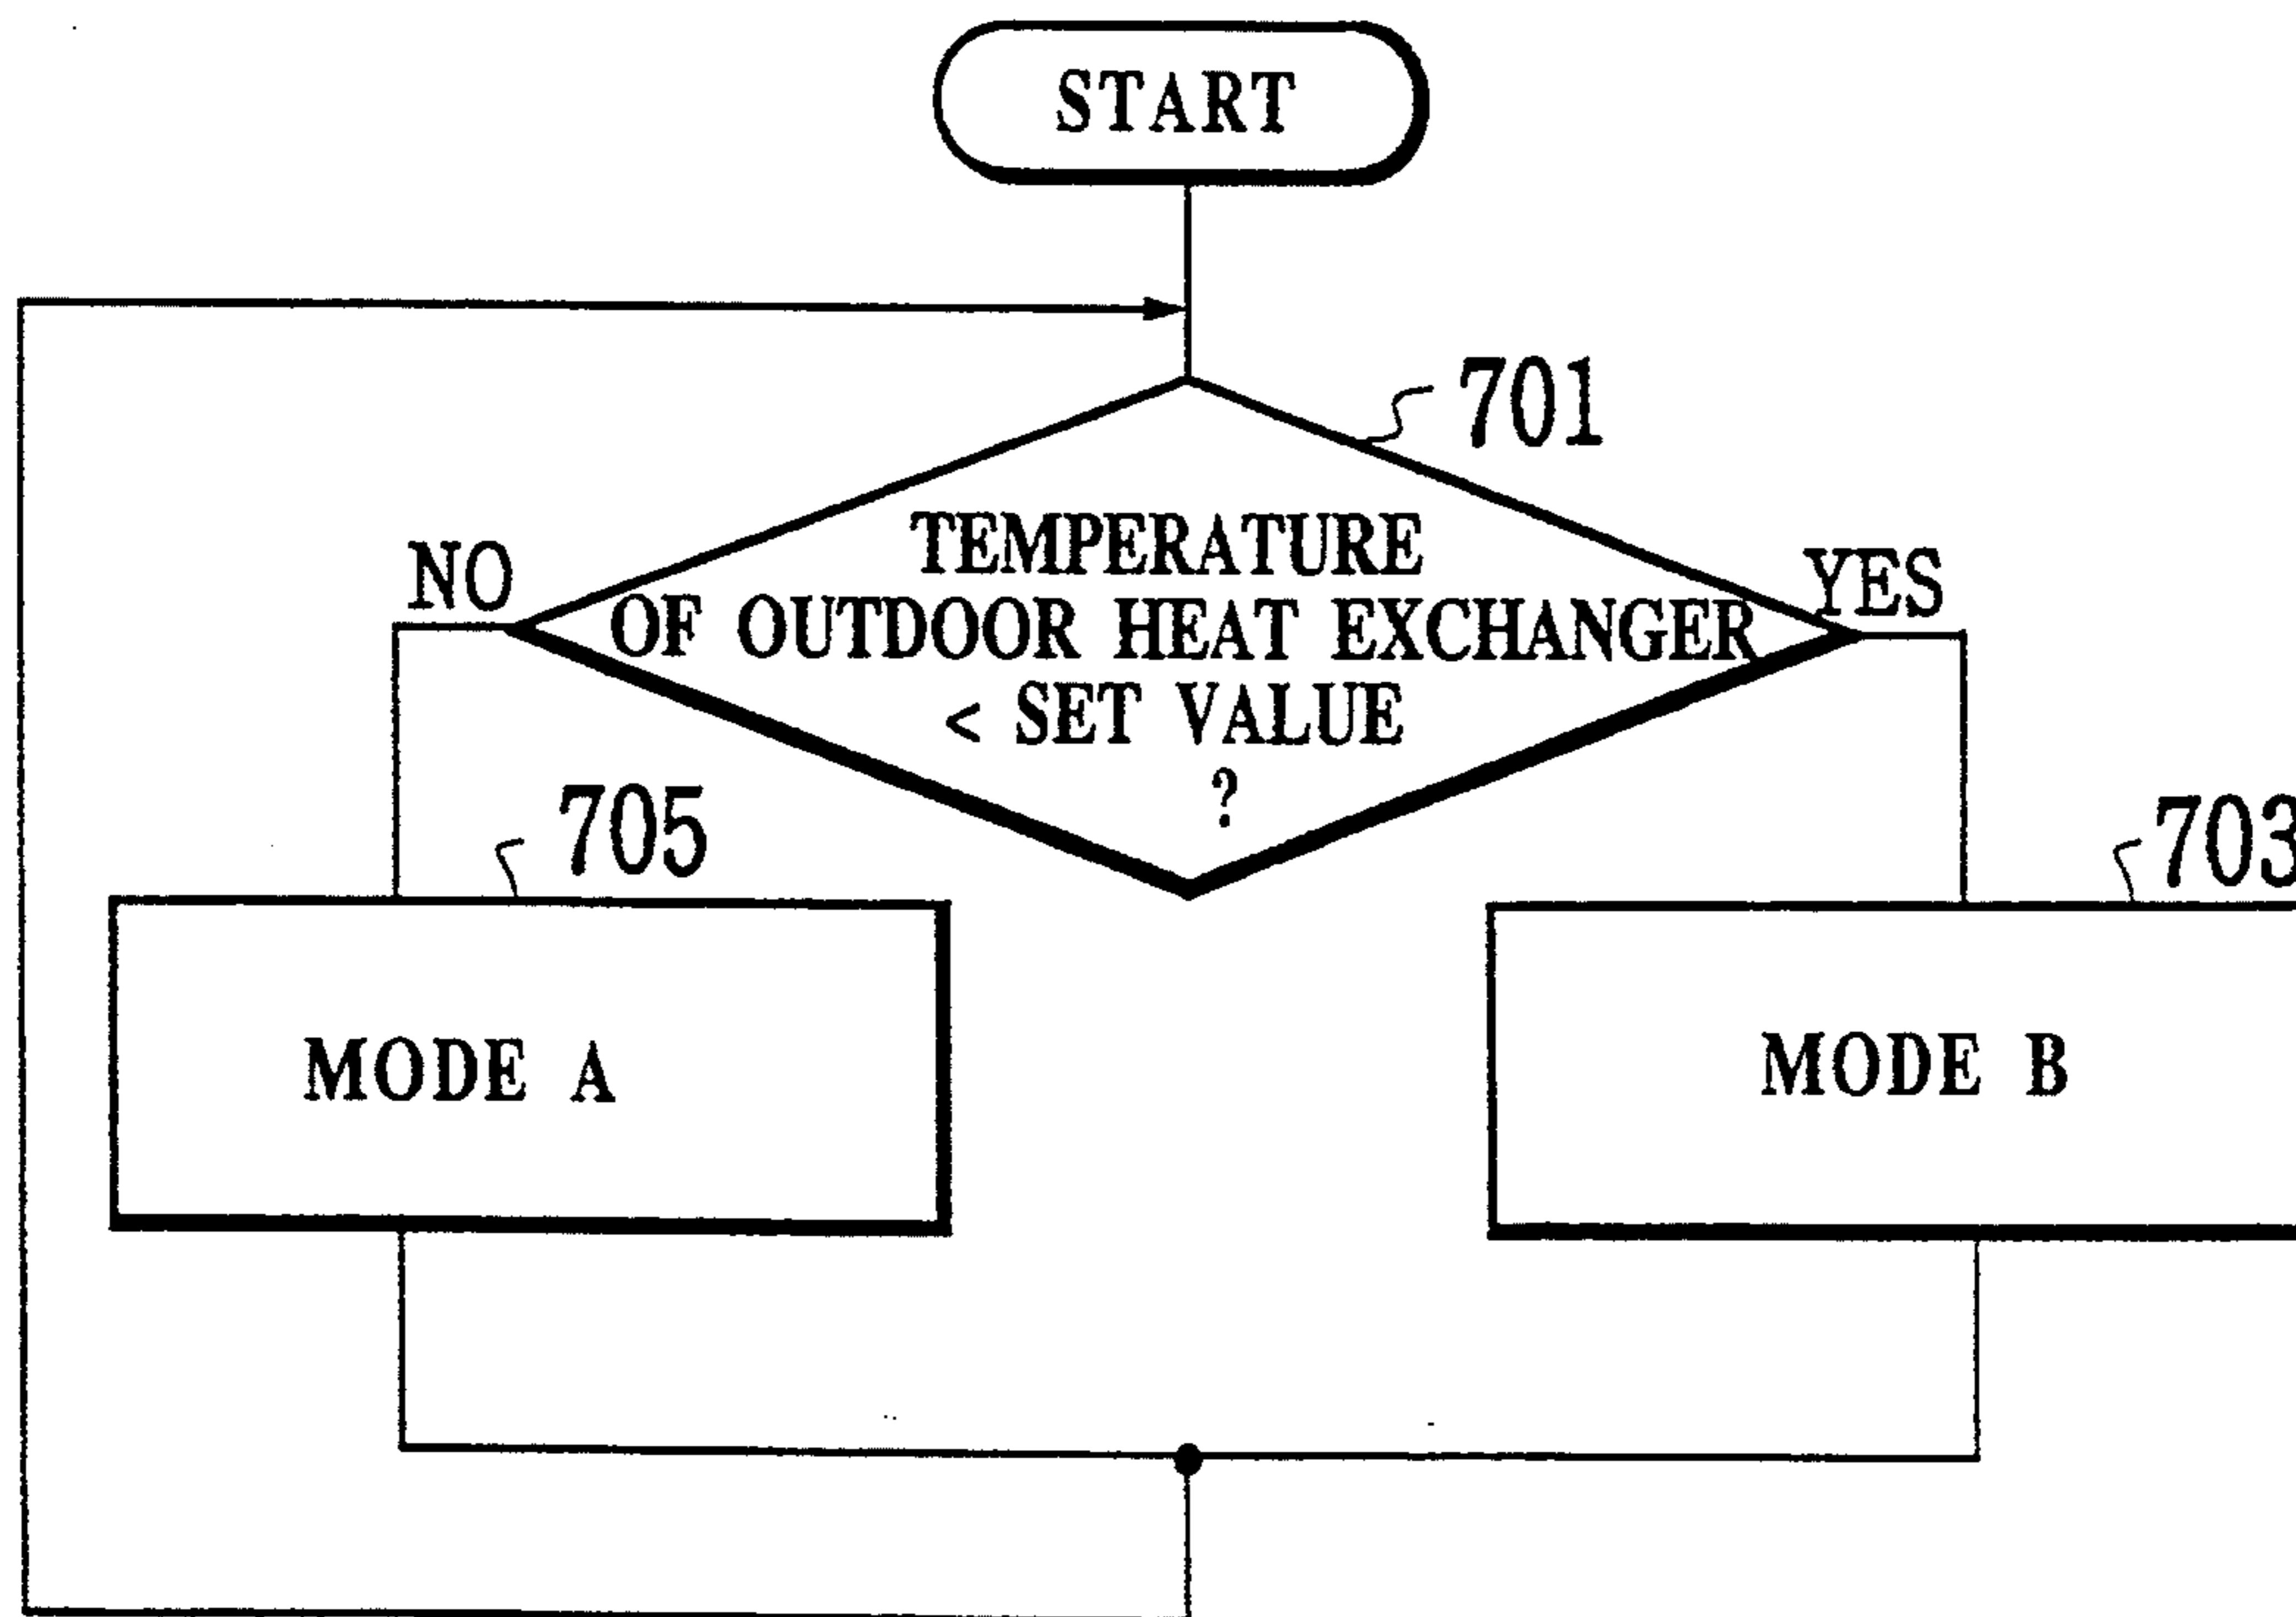 START
701
TEMPERATURE
OF OUTDOOR HEAT EXCHANGER
< SET VALUE
?
NO
YES
705
703
MODE A
MODE B